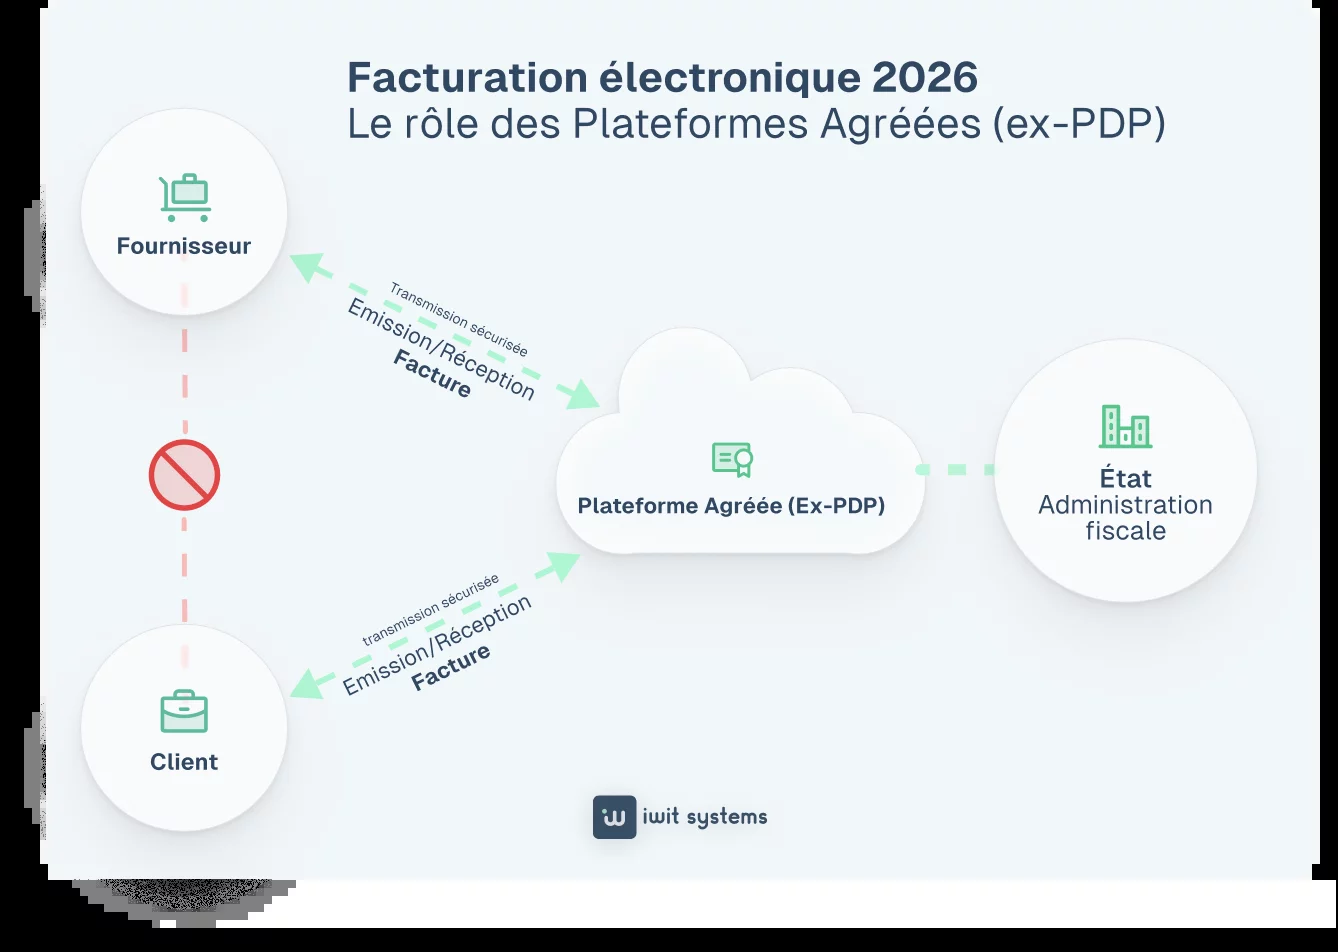 Facturation électronique 2026
Le rôle des Plateformes Agréées (ex-PDP)
Fournisseur
Transmission sécurisée
Emission/Réception
Facture
Plateforme Agréée (Ex-PDP)
État
Administration
fiscale
transmission sécurisée
Emission/Réception
Facture
Client
iw
iwit systems